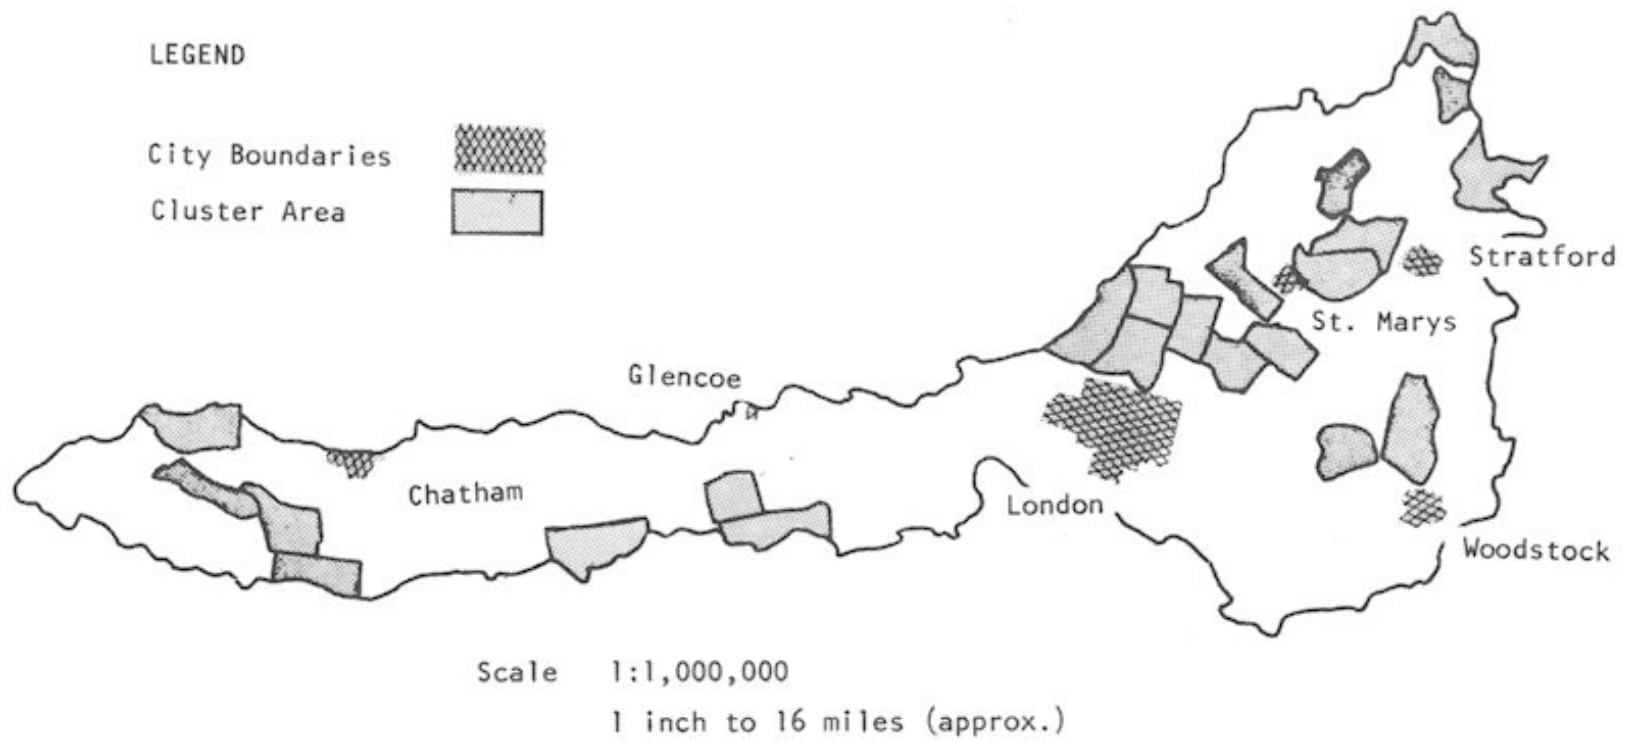 LEGEND
City Boundaries
Cluster Area
Stratford
St. Marys
Glencoe
Chatham
London
Woodstock
Scale 1:1,000,000
1 inch to 16 miles (approx.)